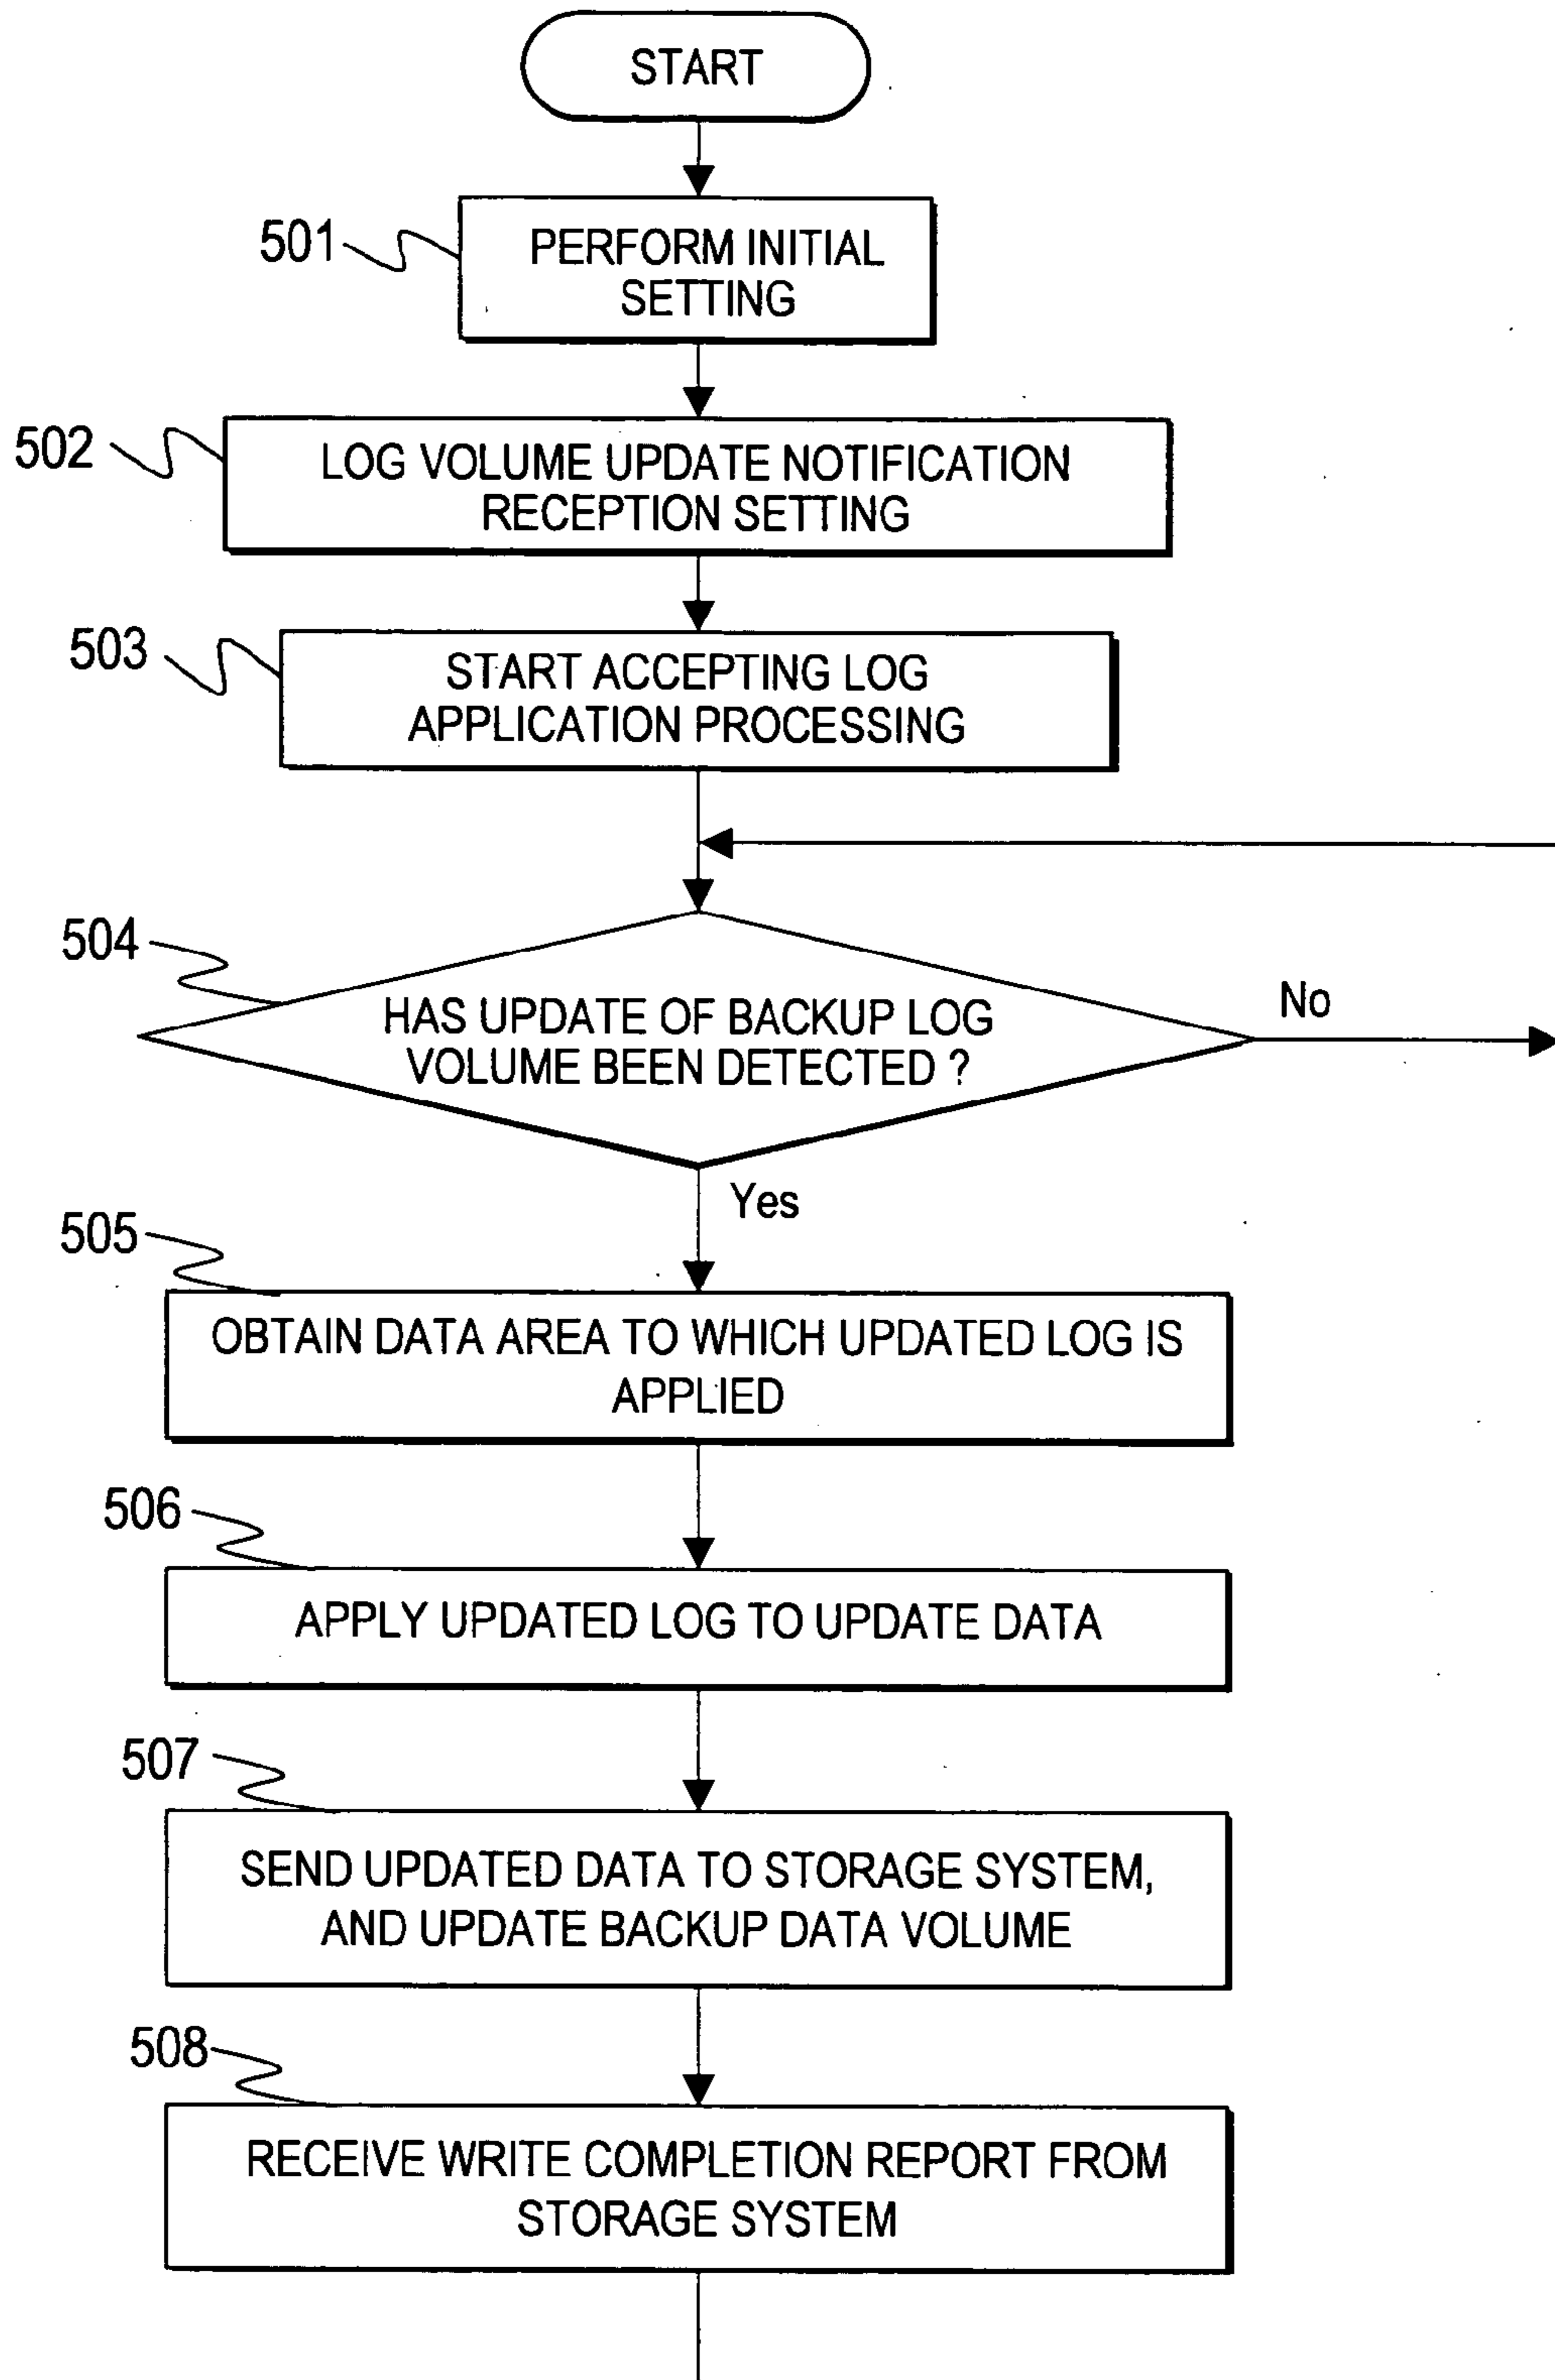 START
501
PERFORM INITIAL
SETTING
502
LOG VOLUME UPDATE NOTIFICATION
RECEPTION SETTING
503
START ACCEPTING LOG
APPLICATION PROCESSING
504
HAS UPDATE OF BACKUP LOG
VOLUME BEEN DETECTED ?
No
Yes
505
OBTAIN DATA AREA TO WHICH UPDATED LOG IS
APPLIED
506
APPLY UPDATED LOG TO UPDATE DATA
507
SEND UPDATED DATA TO STORAGE SYSTEM,
AND UPDATE BACKUP DATA VOLUME
508
RECEIVE WRITE COMPLETION REPORT FROM
STORAGE SYSTEM